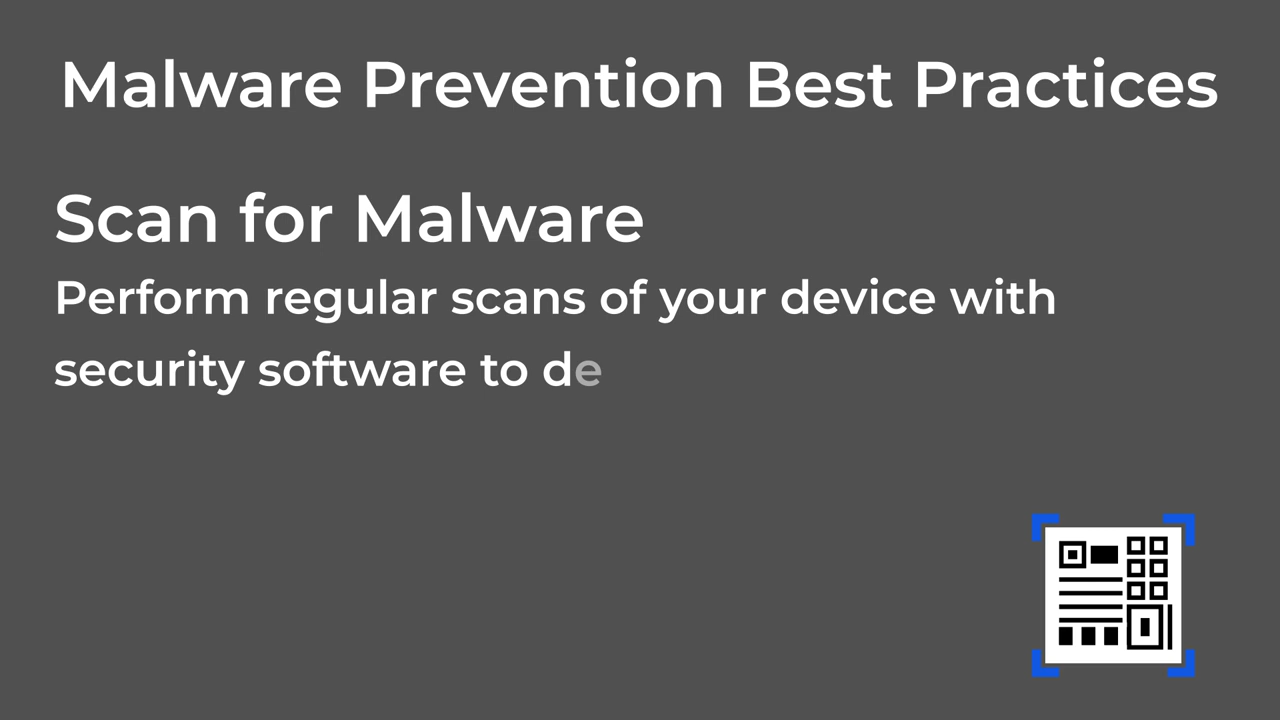 Malware Prevention Best Practices
Scan for Malware
Perform regular scans of your device with
security software to de